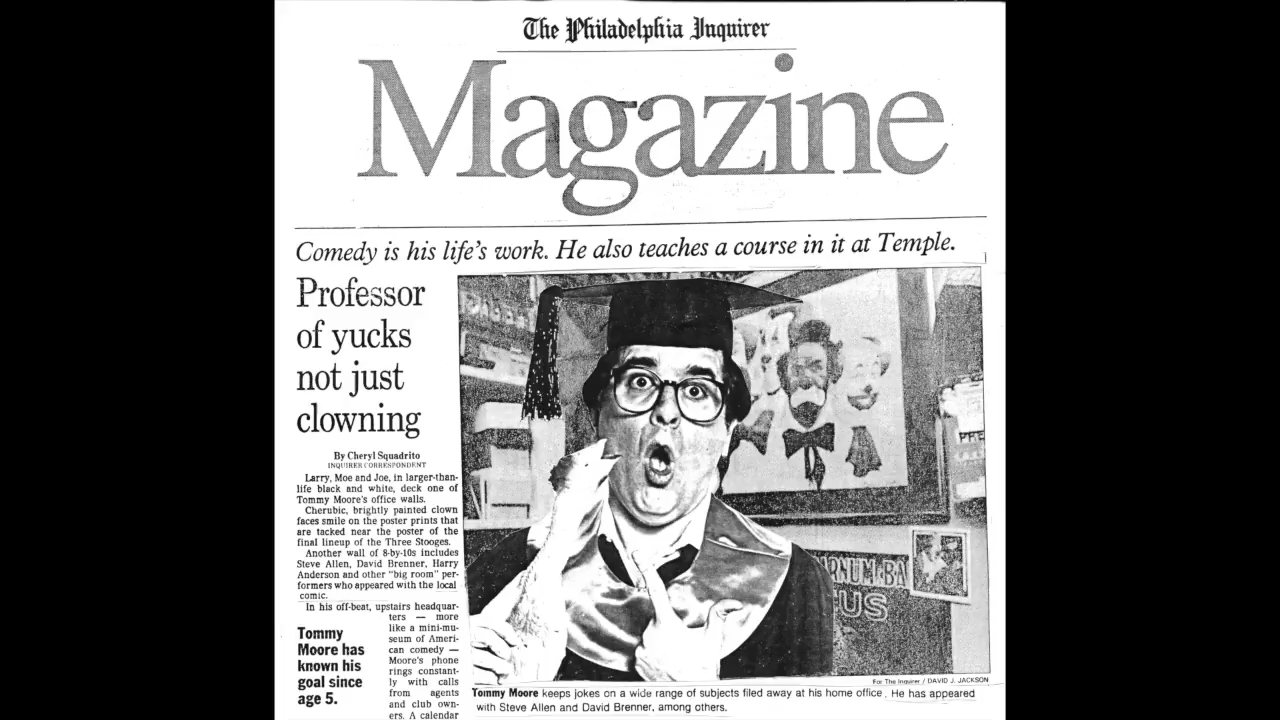 The Philadelphia Inquirer
Magazine
Comedy is his life's work. He also teaches a course in it at Temple.
Professor
of yucks
not just
clowning
By Cheryl Squadrito
INQUIRER CORRESPONDENT
Larry, Moe and Joe, in larger-than-
life black and white, deck one of
Tommy Moore's office walls.
Cherubic, brightly painted clown
faces smile on the poster prints that
are tacked near the poster of the
final lineup of the Three Stooges.
Another wall of 8-by-10s includes
Steve Allen, David Brenner, Harry
Anderson and other "big room" per-
formers who appeared with the local
comic.
In his off-beat, upstairs headquar-
ters — more
like a mini-mu-
seum of Ameri-
can comedy —
Moore's phone
rings constant-
ly with calls
from agents
and club own-
ers. A calendar
Tommy
Moore has
known his
goal since
age 5.
ARNUM & BA
US
For The Inquirer / DAVID J. JACKSON
Tommy Moore keeps jokes on a wide range of subjects filed away at his home office. He has appeared
with Steve Allen and David Brenner, among others.